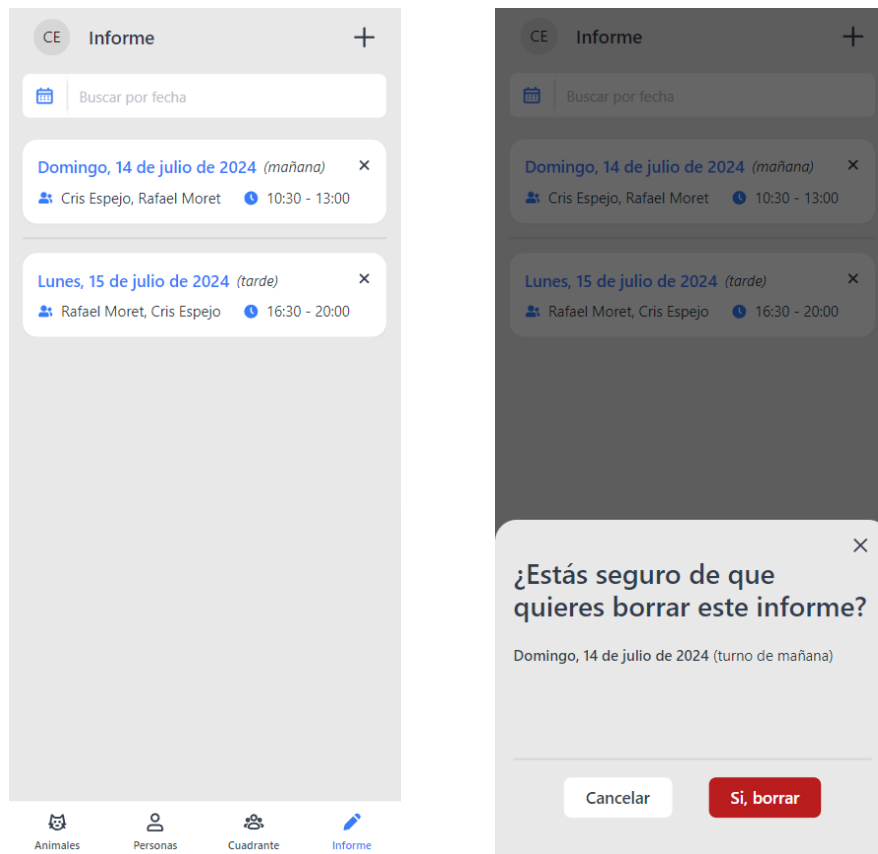 CE Informe
Buscar por fecha
Domingo, 14 de julio de 2024 (mañana)
Cris Espejo, Rafael Moret 10:30 - 13:00
Lunes, 15 de julio de 2024 (tarde)
Rafael Moret, Cris Espejo 16:30 - 20:00
Animales Personas Cuadrante Informe
CE Informe
Buscar por fecha
Domingo, 14 de julio de 2024 (mañana)
Cris Espejo, Rafael Moret 10:30 - 13:00
Lunes, 15 de julio de 2024 (tarde)
Rafael Moret, Cris Espejo 16:30 - 20:00
¿Estás seguro de que
quieres borrar este informe?
Domingo, 14 de julio de 2024 (turno de mañana)
Cancelar Si, borrar